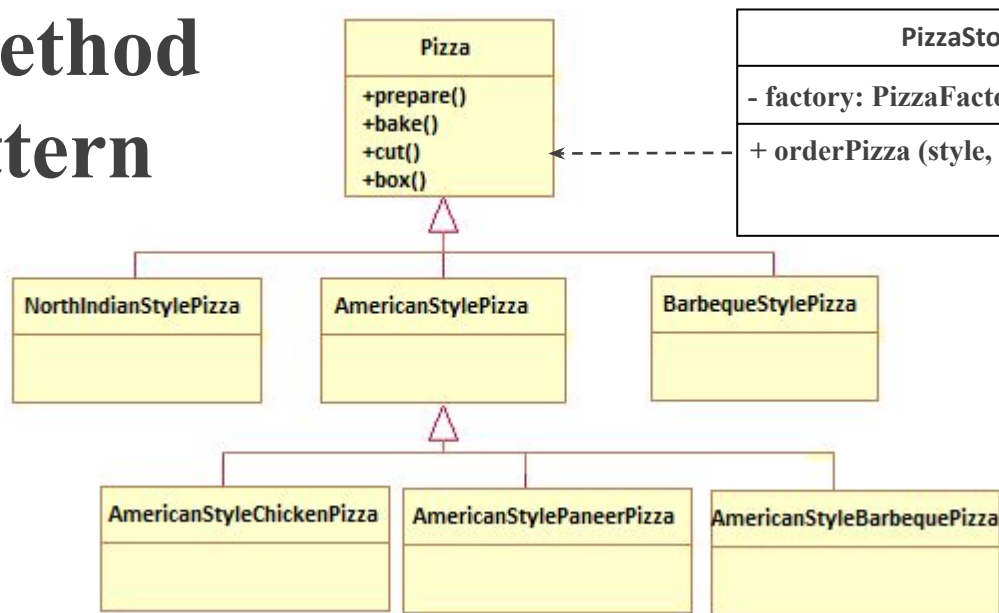 ethod
ttern
Pizza
+prepare()
+bake()
+cut()
+box()
PizzaSto
- factory: PizzaFacto
+ orderPizza (style,
NorthIndianStylePizza
AmericanStylePizza
BarbequeStylePizza
AmericanStyleChickenPizza
AmericanStylePaneerPizza
AmericanStyleBarbequePizza